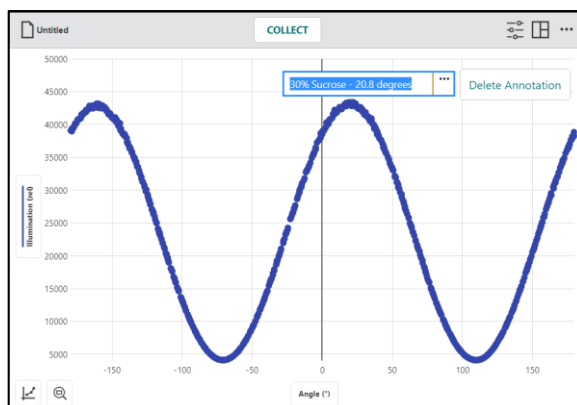 Untitled
COLLECT
50000
30% Sucrose - 20.8 degrees
Delete Annotation
45000
40000
35000
30000
Illumination (rel)
25000
20000
15000
10000
5000
-150
-100
-50
0
50
100
150
Angle (°)